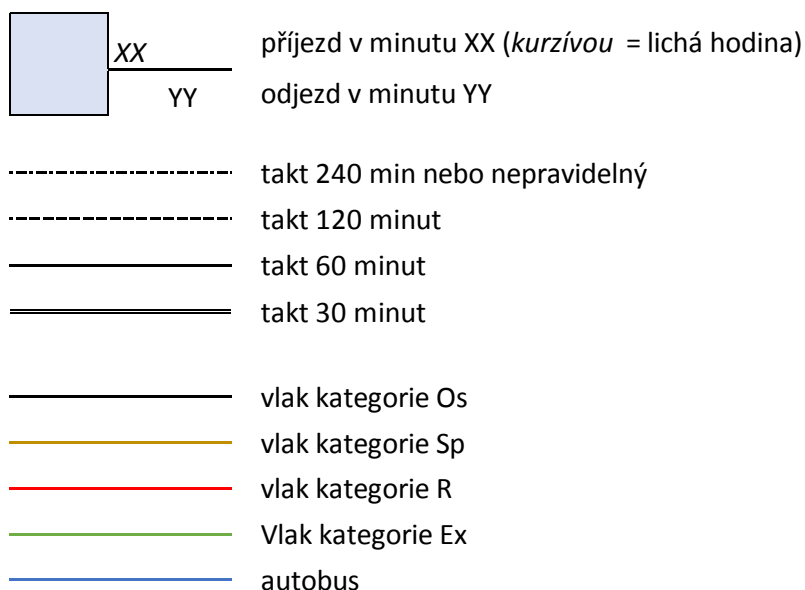 XX
příjezd v minutu XX (kurzívou = lichá hodina)
YY
odjezd v minutu YY
takt 240 min nebo nepravidelný
takt 120 minut
takt 60 minut
takt 30 minut
vlak kategorie Os
vlak kategorie Sp
vlak kategorie R
Vlak kategorie Ex
autobus